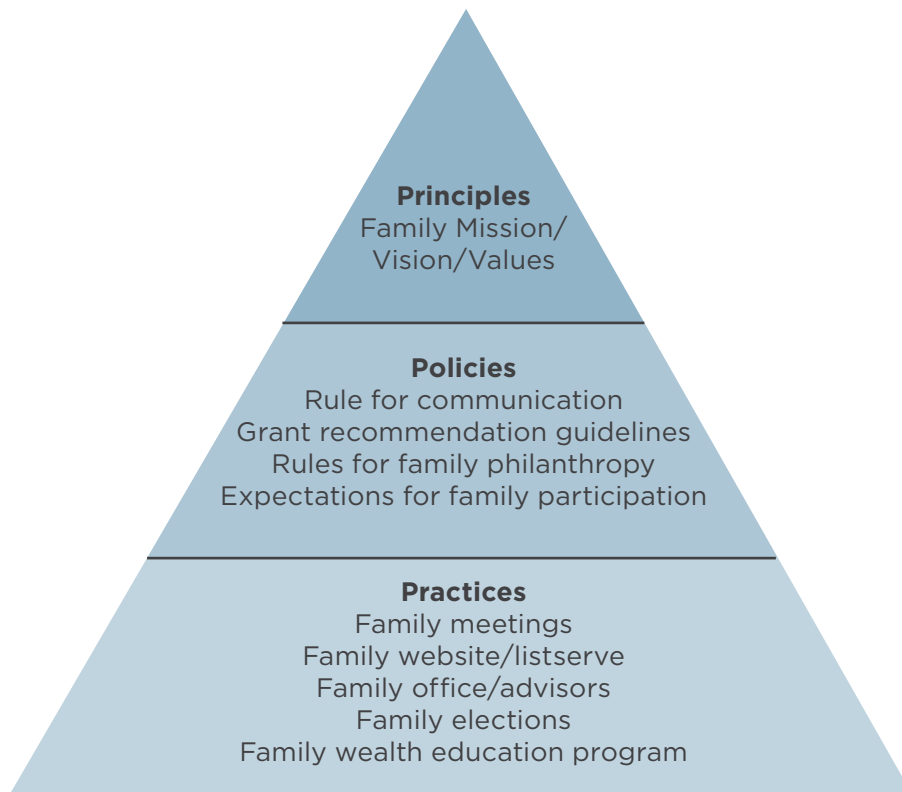 Principles
Family Mission/
Vision/Values
Policies
Rule for communication
Grant recommendation guidelines
Rules for family philanthropy
Expectations for family participation
Practices
Family meetings
Family website/listserve
Family office/advisors
Family elections
Family wealth education program